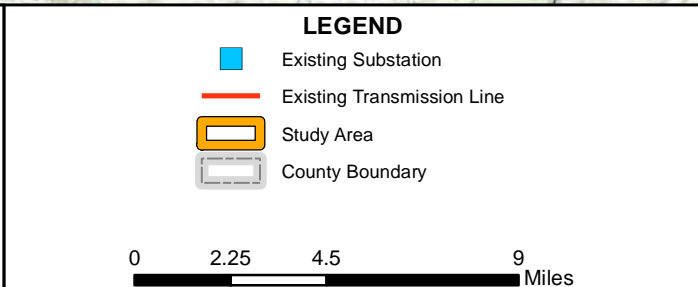 LEGEND
Existing Substation
Existing Transmission Line
Study Area
County Boundary
0 2.25 4.5 9
Miles